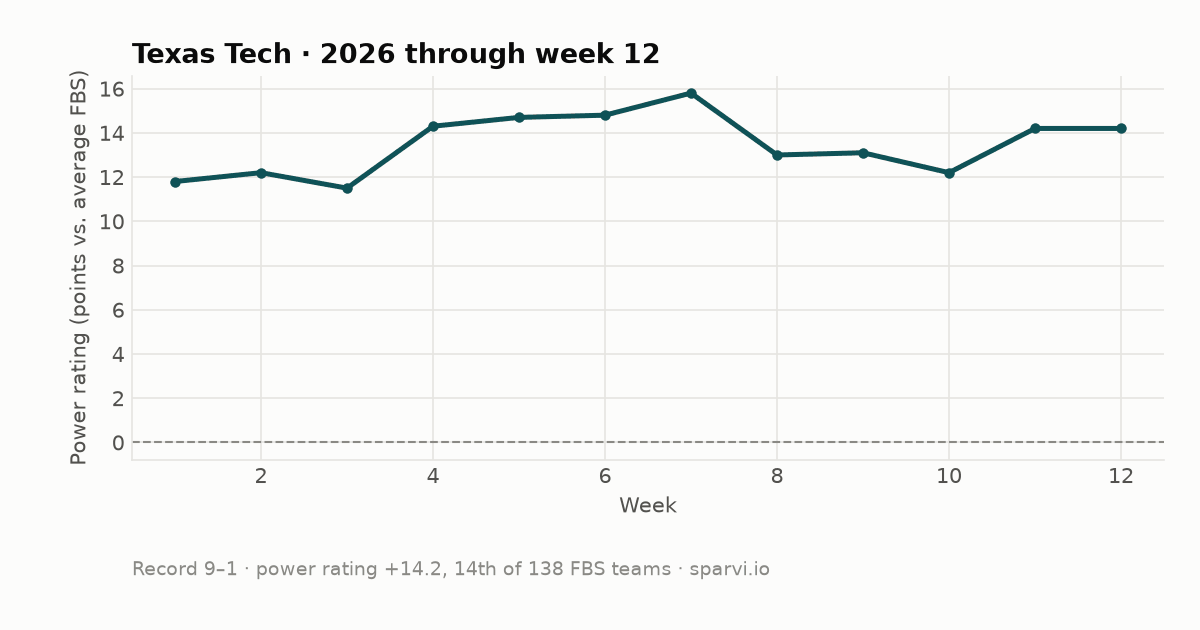 Texas Tech · 2026 through week 12
Power rating (points vs. average FBS)
16
14
12
10
8
6
4
2
0
2 4 6 8 10 12
Week
Record 9–1 · power rating +14.2, 14th of 138 FBS teams · sparvi.io